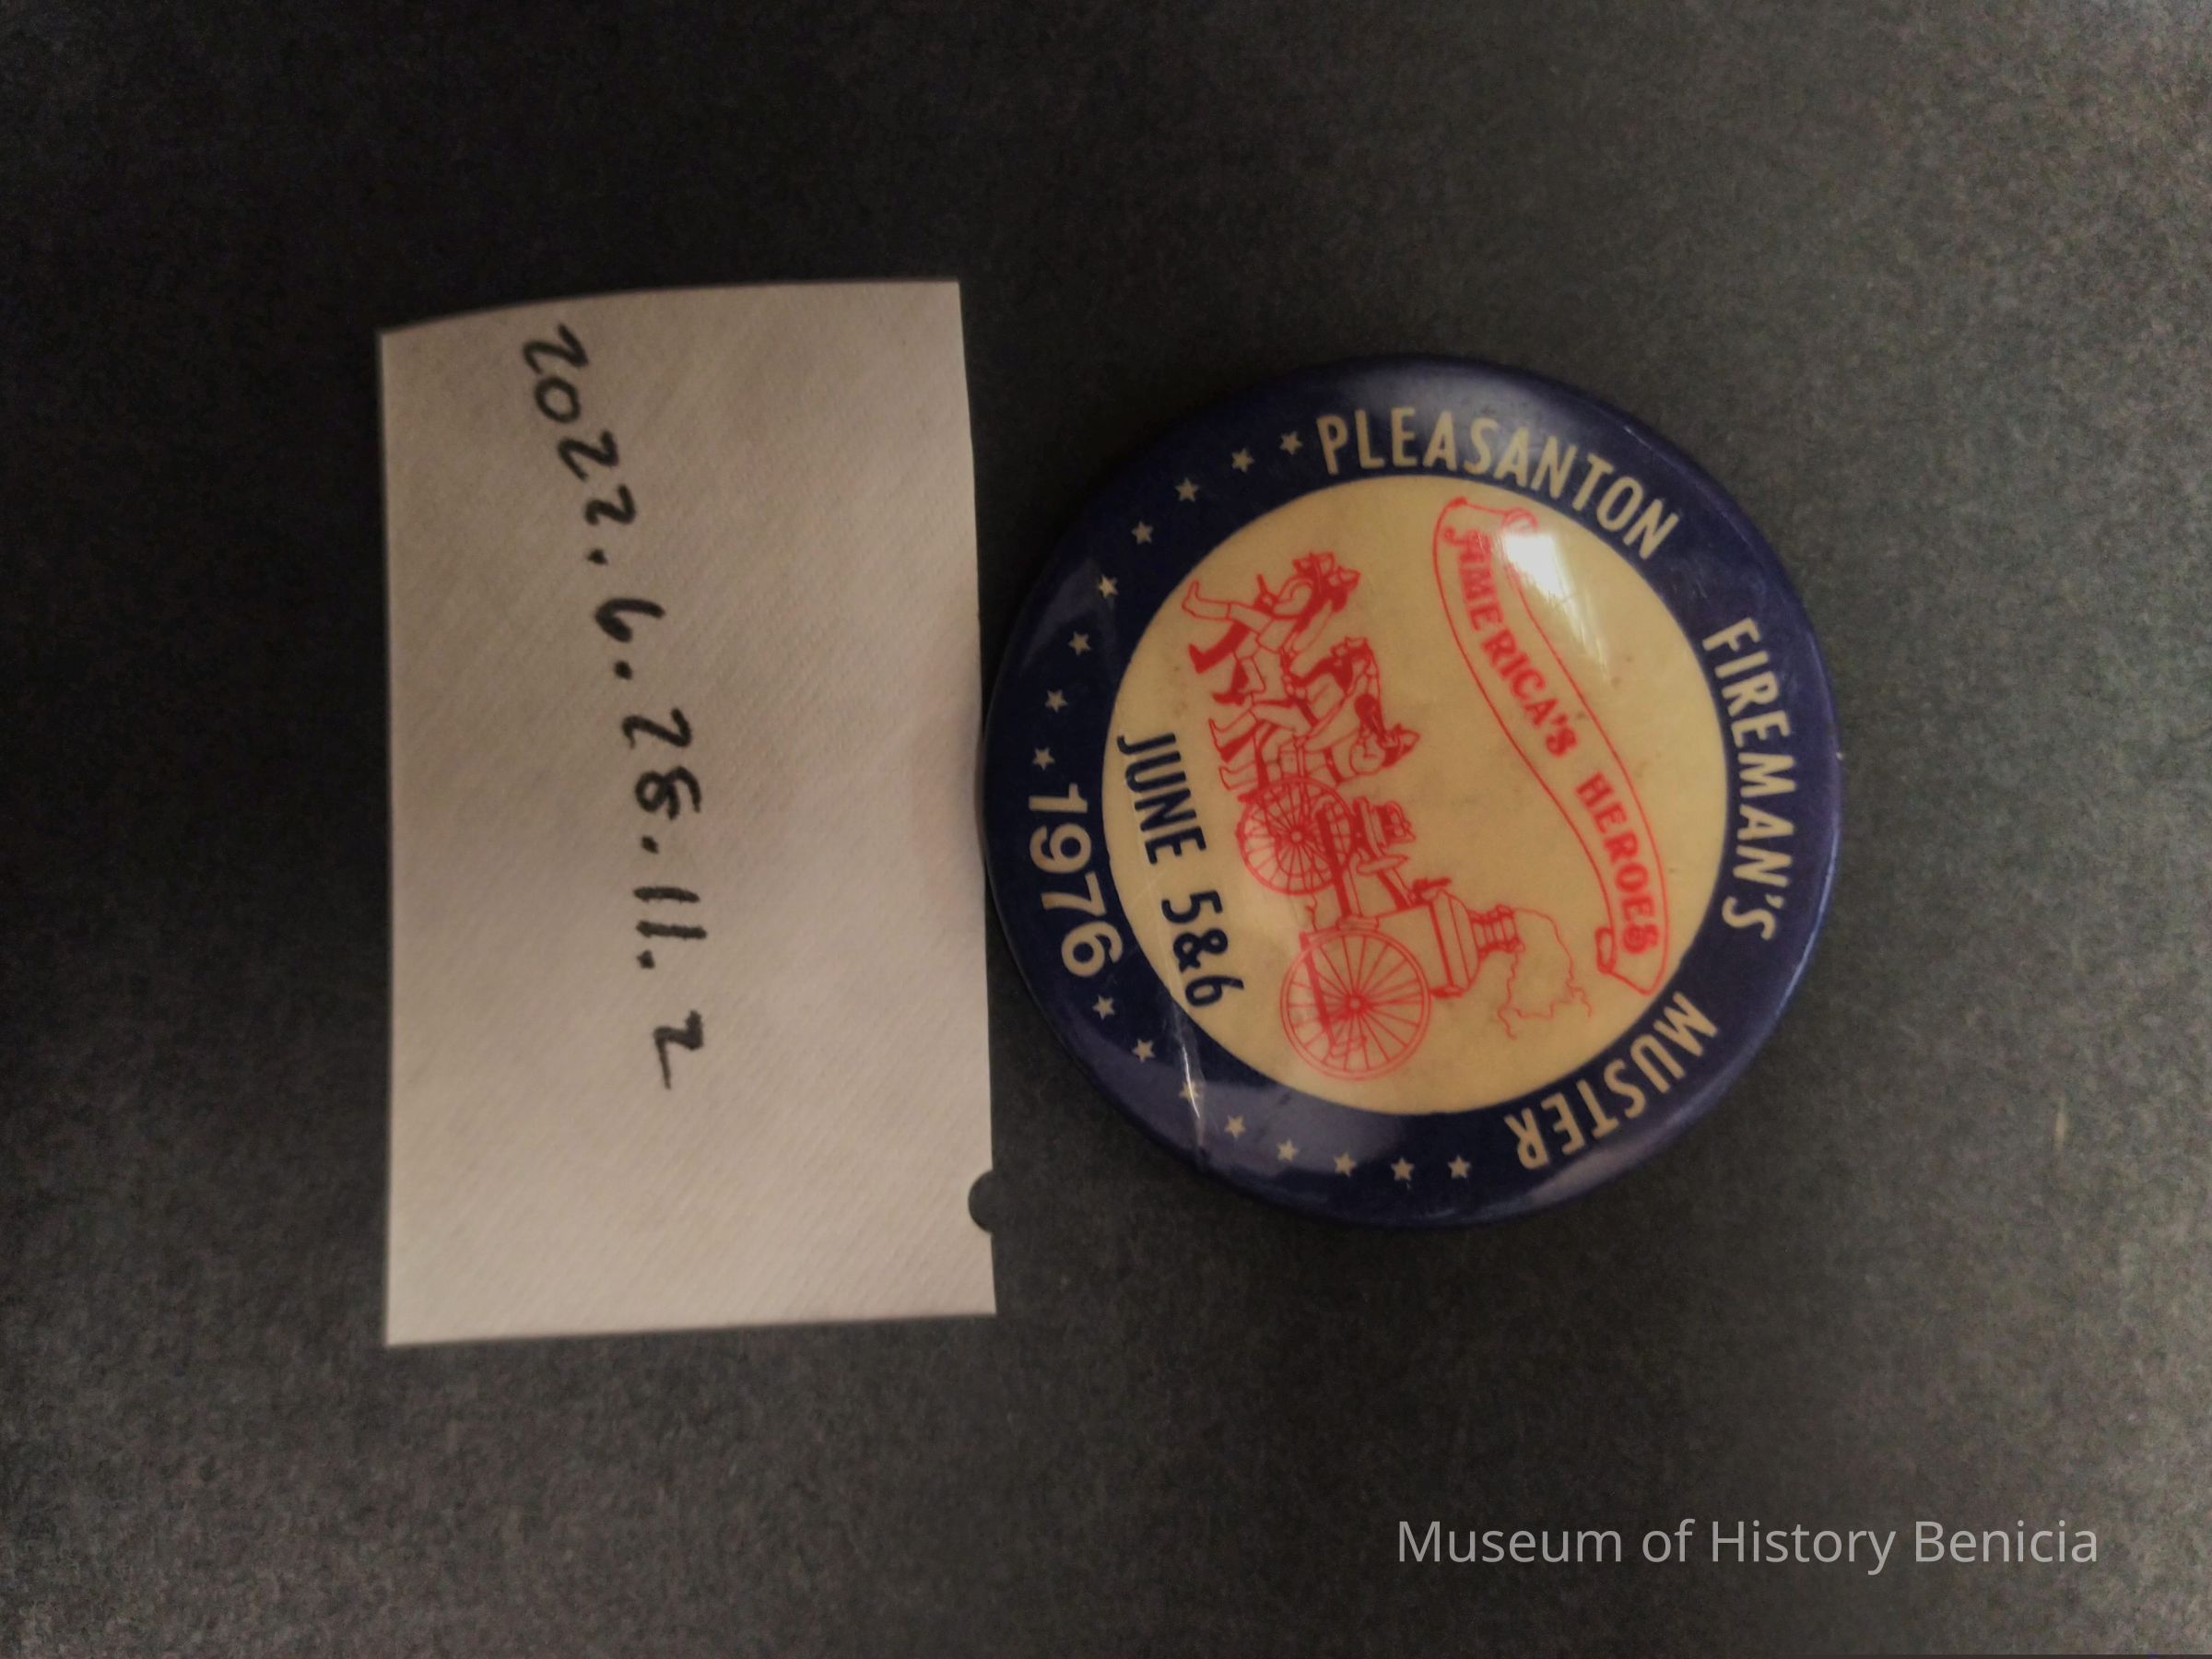 PLEASANTON FIREMAN'S MUSTER
AMERICA'S HEROES
JUNE 5&6
1976
2022.6.28.11.2
Museum of History Benicia